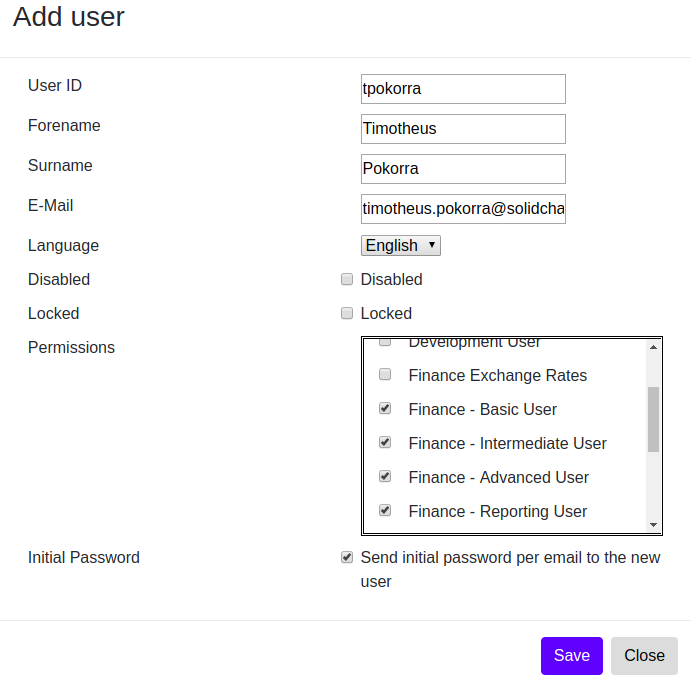 Add user
User ID
tpokorra
Forename
Timotheus
Surname
Pokorra
E-Mail
timotheus.pokorra@solidcha
Language
English
Disabled
Disabled
Locked
Locked
Permissions
Development User
Finance Exchange Rates
Finance - Basic User
Finance - Intermediate User
Finance - Advanced User
Finance - Reporting User
Initial Password
Send initial password per email to the new
user
Save
Close